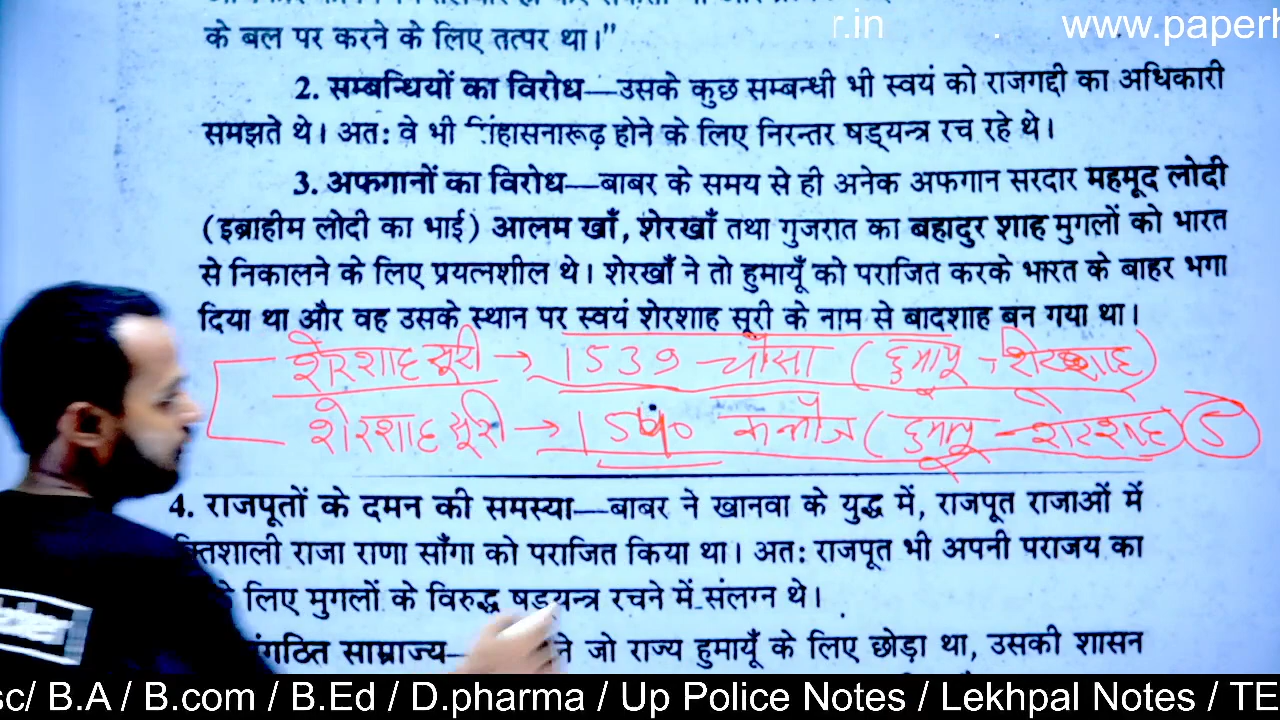 r.in . www.paperh
के बल पर करने के लिए तत्पर था।”
2. सम्बन्धियों का विरोध—उसके कुछ सम्बन्धी भी स्वयं को राजगद्दी का अधिकारी
समझते थे। अतः वे भी िंहासनारूढ़ होने के लिए निरन्तर षड्यन्त्र रच रहे थे।
3. अफगानों का विरोध—बाबर के समय से ही अनेक अफगान सरदार महमूद लोदी
(इब्राहीम लोदी का भाई) आलम खाँ, शेरखाँ तथा गुजरात का बहादुर शाह मुगलों को भारत
से निकालने के लिए प्रयत्नशील थे। शेरखाँ ने तो हुमायूँ को पराजित करके भारत के बाहर भगा
दिया था और वह उसके स्थान पर स्वयं शेरशाह सूरी के नाम से बादशाह बन गया था।
शेरशाह सूरी → 1539 - चौसा (हुमायू - शेरशाह)
शेरशाह सूरी → 1540 कन्नौज (हुमायू - शेरशाह) S
4. राजपूतों के दमन की समस्या—बाबर ने खानवा के युद्ध में, राजपूत राजाओं में
क्तिशाली राजा राणा साँगा को पराजित किया था। अतः राजपूत भी अपनी पराजय का
लिए मुगलों के विरुद्ध षड्यन्त्र रचने में संलग्न थे।
ंगठित साम्राज्य— ने जो राज्य हुमायूँ के लिए छोड़ा था, उसकी शासन
sc/ B.A / B.com / B.Ed / D.pharma / Up Police Notes / Lekhpal Notes / TE